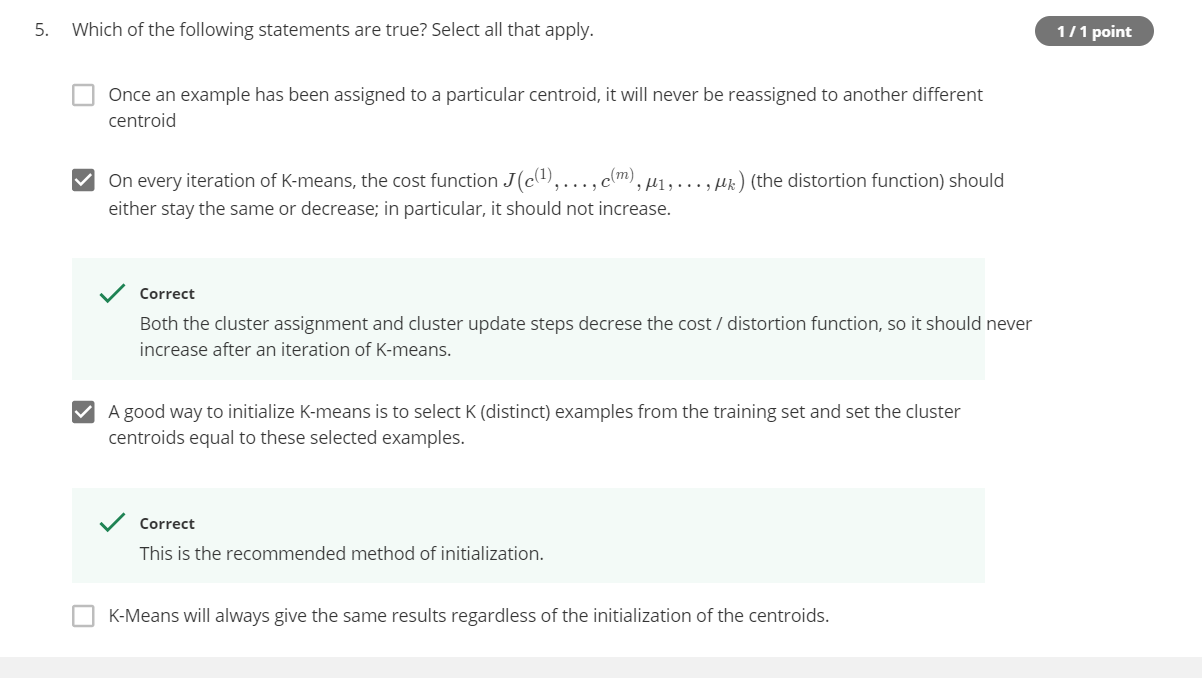 5. Which of the following statements are true? Select all that apply.
1 / 1 point
Once an example has been assigned to a particular centroid, it will never be reassigned to another different
centroid
On every iteration of K-means, the cost function J(c^(1), . . . , c^(m), μ₁, . . . , μₖ) (the distortion function) should
either stay the same or decrease; in particular, it should not increase.
Correct
Both the cluster assignment and cluster update steps decrese the cost / distortion function, so it should never
increase after an iteration of K-means.
A good way to initialize K-means is to select K (distinct) examples from the training set and set the cluster
centroids equal to these selected examples.
Correct
This is the recommended method of initialization.
K-Means will always give the same results regardless of the initialization of the centroids.